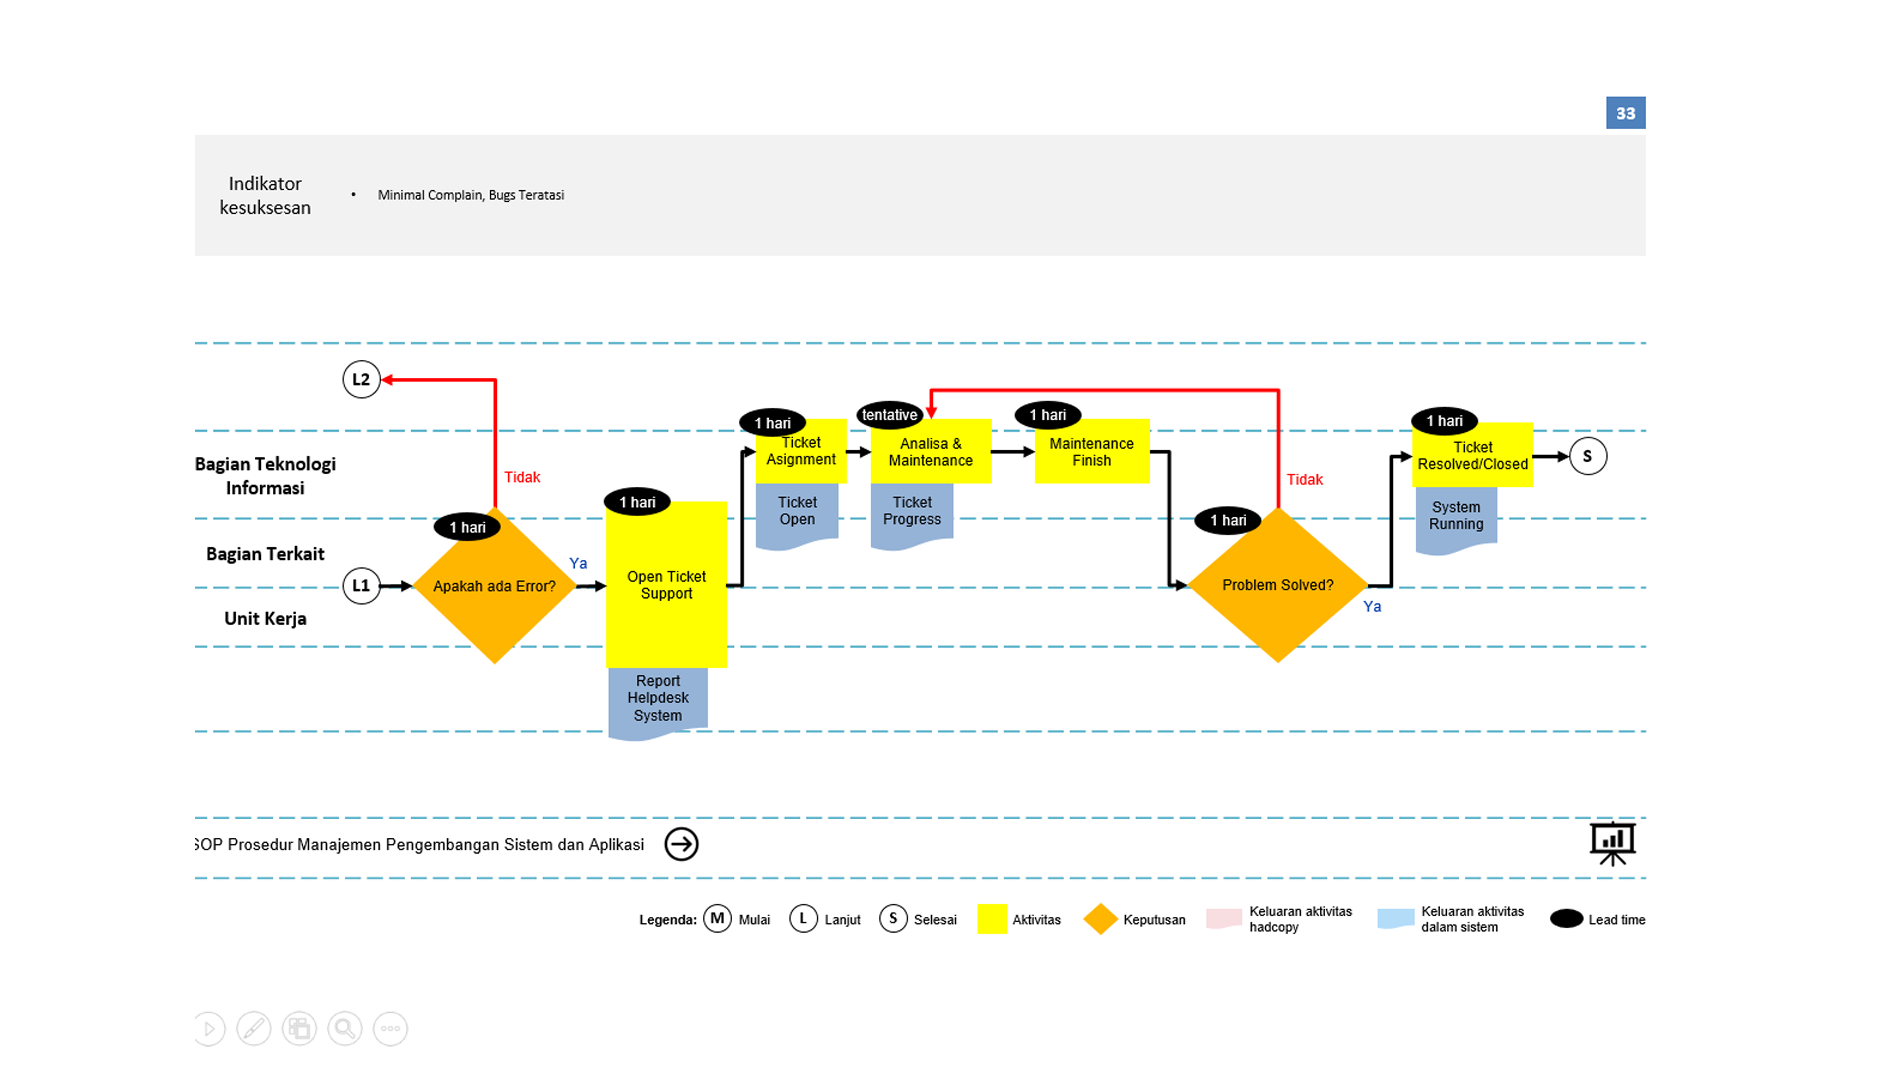 33
Indikator
kesuksesan
• Minimal Complain, Bugs Teratasi
L2
Tidak
1 hari
Apakah ada Error?
L1
Ya
Bagian Teknologi
Informasi
Bagian Terkait
Unit Kerja
1 hari
Open Ticket
Support
Report
Helpdesk
System
1 hari
Ticket
Asignment
Ticket
Open
tentative
Analisa &
Maintenance
Ticket
Progress
1 hari
Maintenance
Finish
Tidak
1 hari
Problem Solved?
Ya
1 hari
Ticket
Resolved/Closed
System
Running
S
SOP Prosedur Manajemen Pengembangan Sistem dan Aplikasi
Legenda: M Mulai L Lanjut S Selesai Aktivitas Keputusan
Keluaran aktivitas
hadcopy
Keluaran aktivitas
dalam sistem
Lead time